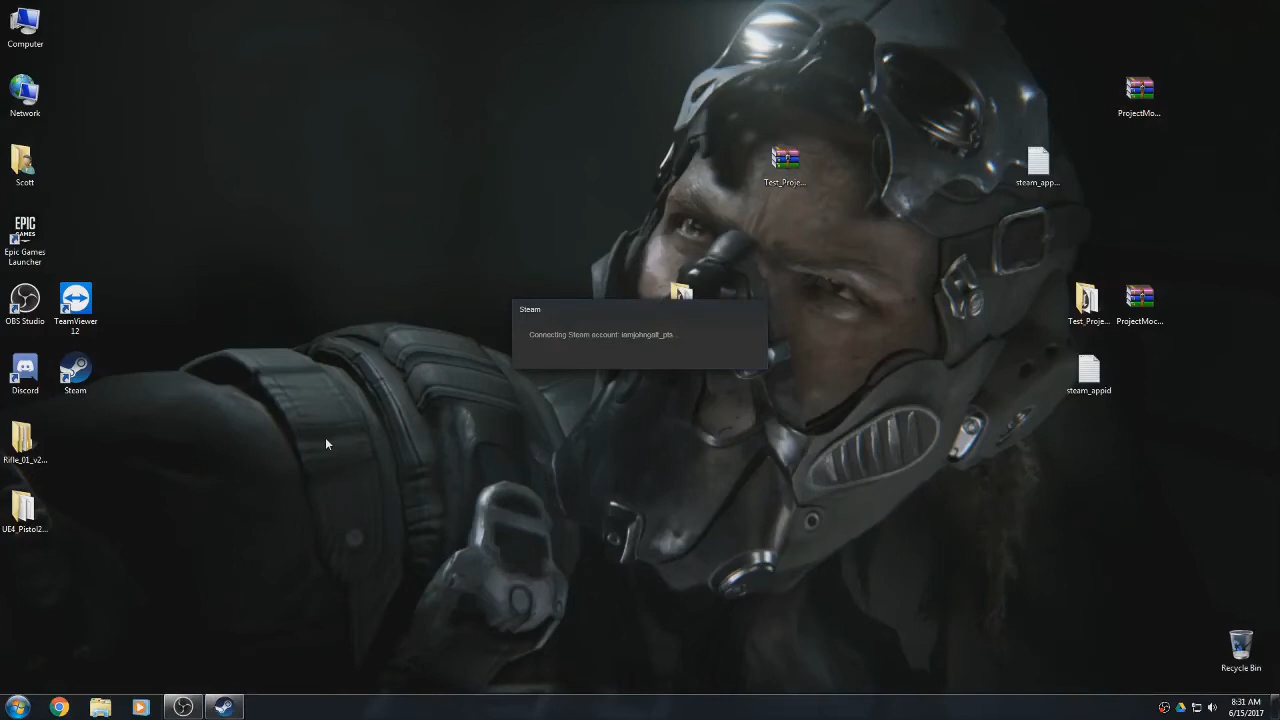 Computer
Network
Scott
EPIC
GAMES
Epic Games
Launcher
OBS Studio
TeamViewer
12
Discord
Steam
Rifle_01_v2...
UE4_Pistol2...
Test_Proje...
Steam
Connecting Steam account: iamjohngalt_pts...
ProjectMo...
steam_app...
Test_Proje...
ProjectMoc...
steam_appid
Recycle Bin
8:31 AM
6/15/2017